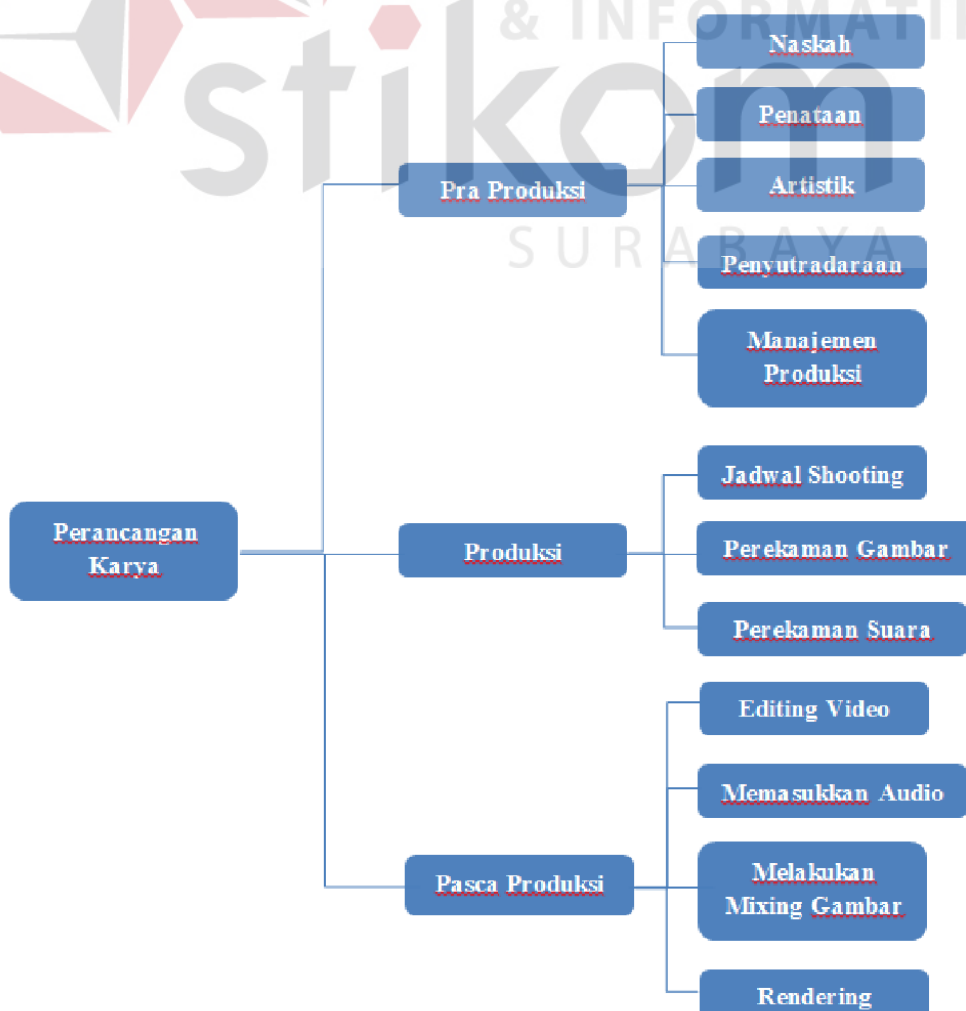 & INFORMATI
stikom
SURABAYA
Perancangan
Karya
Pra Produksi
Naskah
Penataan
Artistik
Penyutradaraan
Manajemen
Produksi
Produksi
Jadwal Shooting
Perekaman Gambar
Perekaman Suara
Pasca Produksi
Editing Video
Memasukkan Audio
Melakukan
Mixing Gambar
Rendering